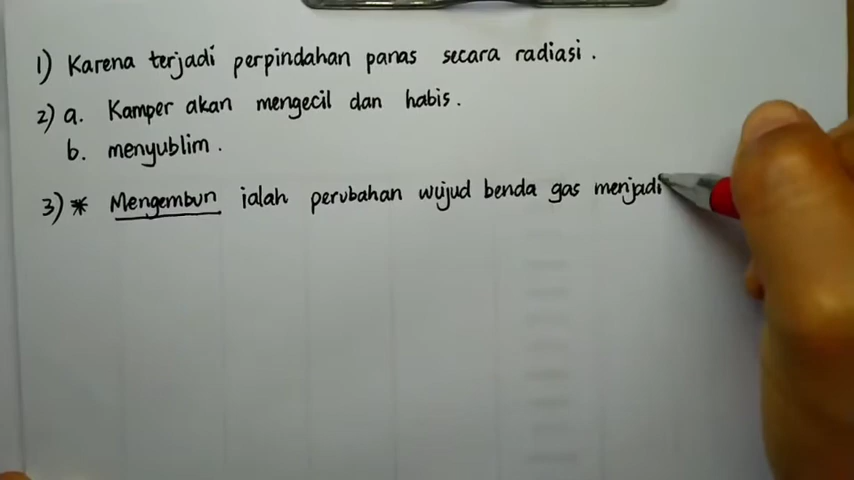 1) Karena terjadi perpindahan panas secara radiasi.
2) a. Kamper akan mengecil dan habis.
b. menyublim.
3) * Mengembun ialah perubahan wujud benda gas menjadi